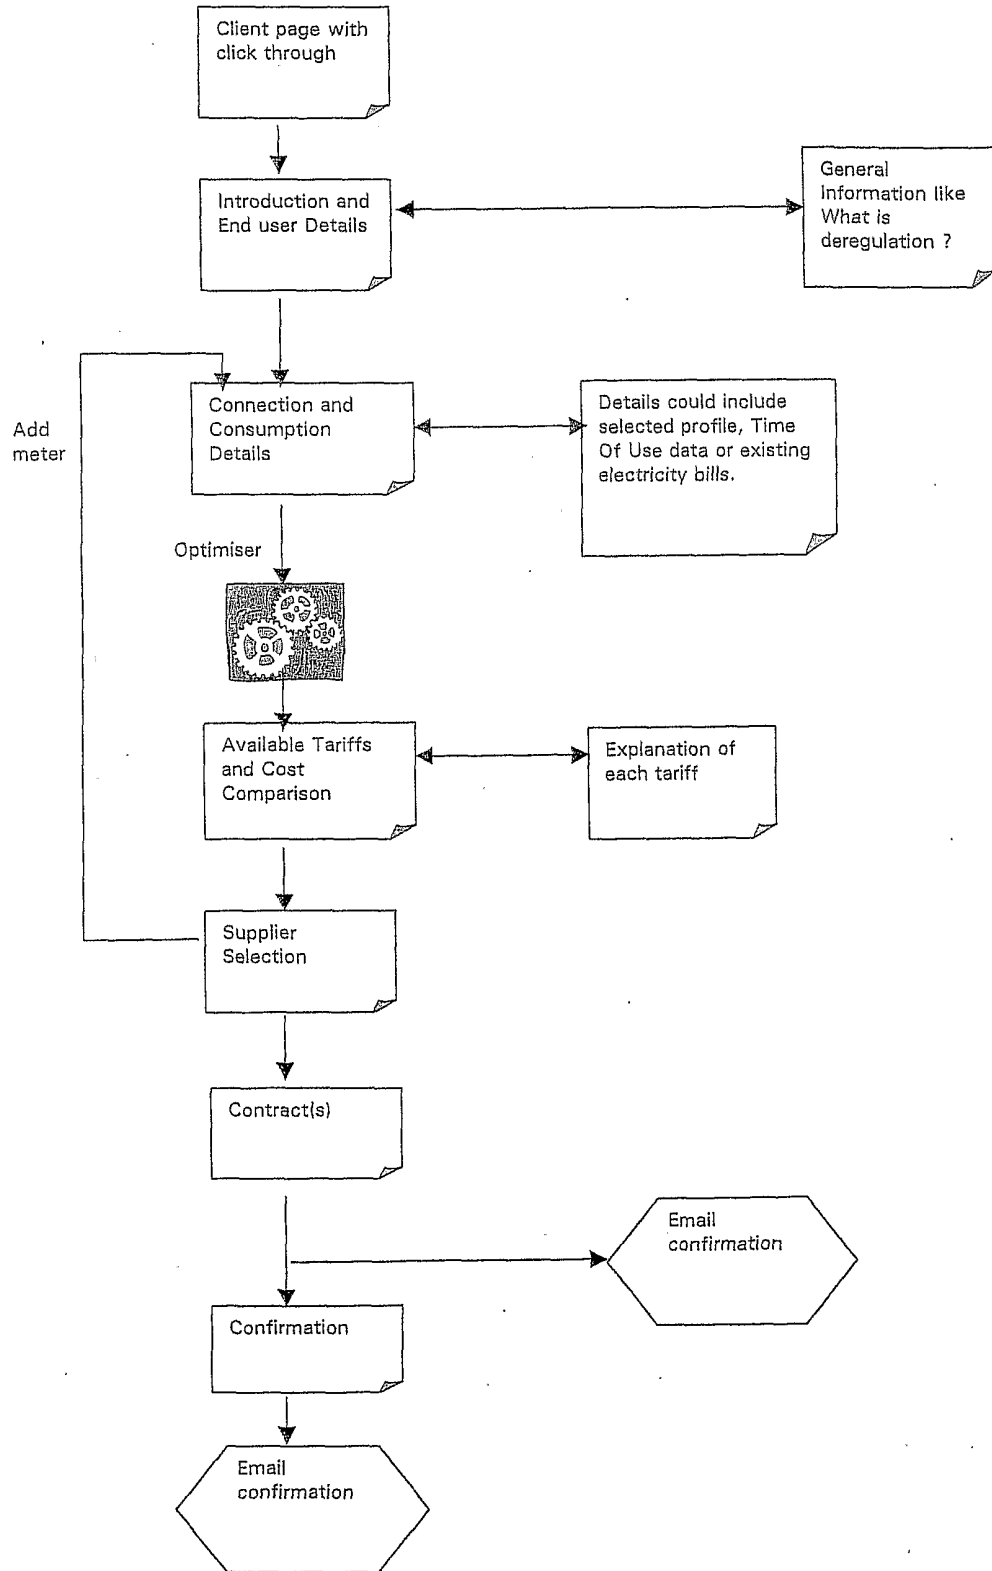 Client page with
click through
Introduction and
End user Details
General
Information like
What is
deregulation ?
Add
meter
Connection and
Consumption
Details
Details could include
selected profile, Time
Of Use data or existing
electricity bills.
Optimiser
Available Tariffs
and Cost
Comparison
Explanation of
each tariff
Supplier
Selection
Contract(s)
Email
confirmation
Confirmation
Email
confirmation